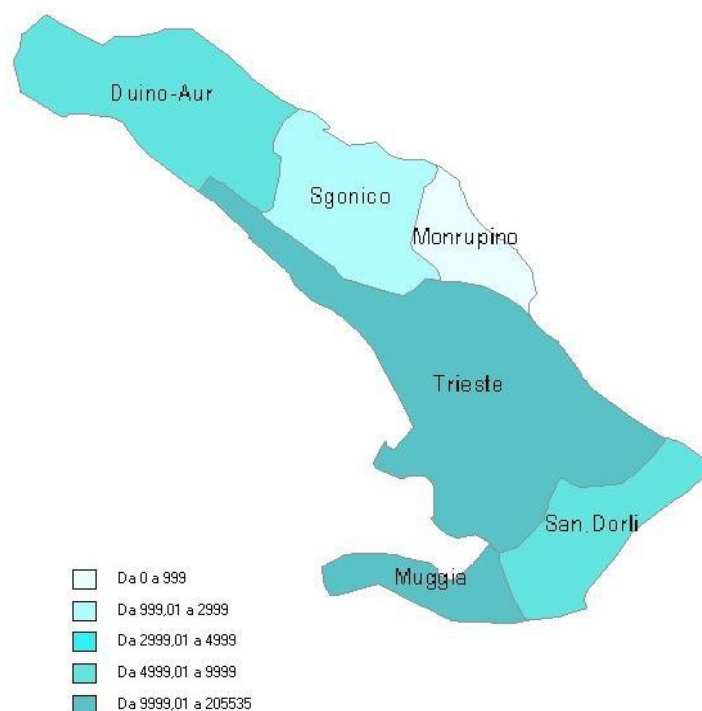 Duino-Aur
Sgonico
Monrupino
Trieste
San.Dorli
Muggia
Da 0 a 999
Da 999,01 a 2999
Da 2999,01 a 4999
Da 4999,01 a 9999
Da 9999,01 a 205535